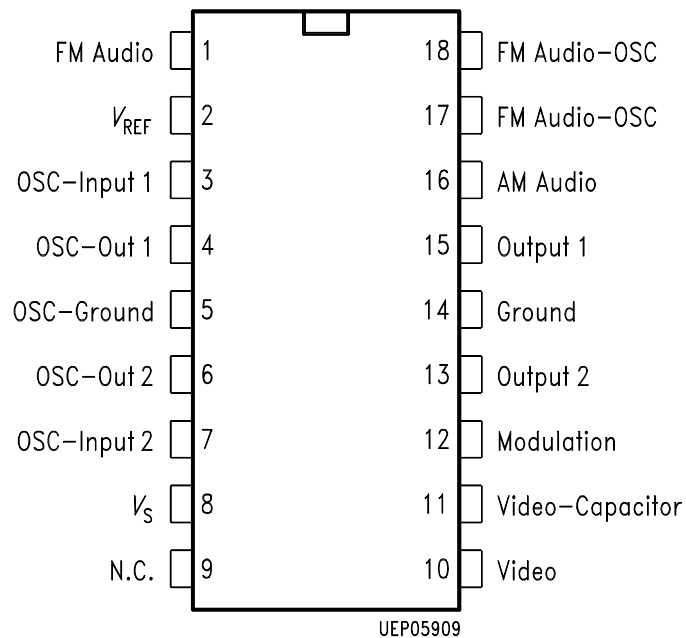 FM Audio 1 18 FM Audio-OSC
VREF 2 17 FM Audio-OSC
OSC-Input 1 3 16 AM Audio
OSC-Out 1 4 15 Output 1
OSC-Ground 5 14 Ground
OSC-Out 2 6 13 Output 2
OSC-Input 2 7 12 Modulation
VS 8 11 Video-Capacitor
N.C. 9 10 Video
UEP05909